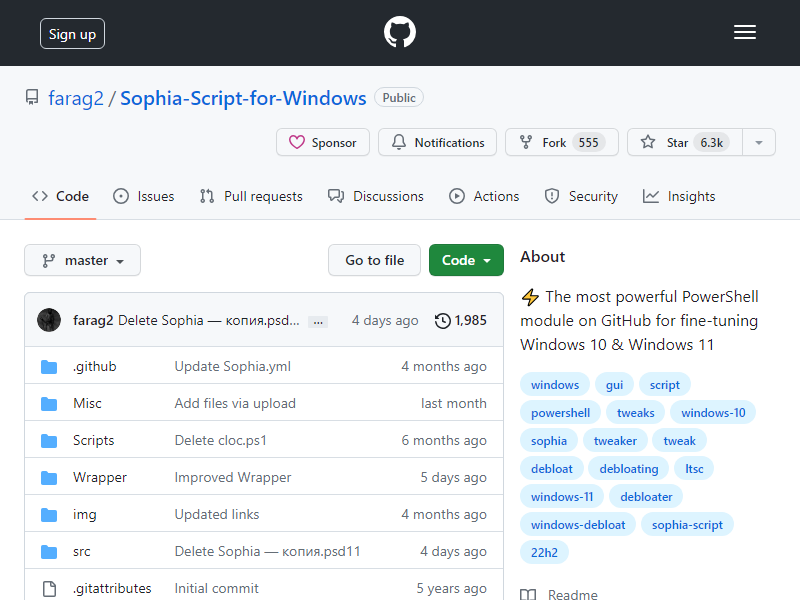 Sign up
farag2 / Sophia-Script-for-Windows Public
Sponsor Notifications Fork 555 Star 6.3k
Code Issues Pull requests Discussions Actions Security Insights
master Go to file Code
farag2 Delete Sophia — копия.psd... ... 4 days ago 1,985
.github Update Sophia.yml 4 months ago
Misc Add files via upload last month
Scripts Delete cloc.ps1 6 months ago
Wrapper Improved Wrapper 5 days ago
img Updated links 4 months ago
src Delete Sophia — копия.psd11 4 days ago
.gitattributes Initial commit 5 years ago
About
⚡ The most powerful PowerShell
module on GitHub for fine-tuning
Windows 10 & Windows 11
windows gui script
powershell tweaks windows-10
sophia tweaker tweak
debloat debloating ltsc
windows-11 debloater
windows-debloat sophia-script
22h2
Readme